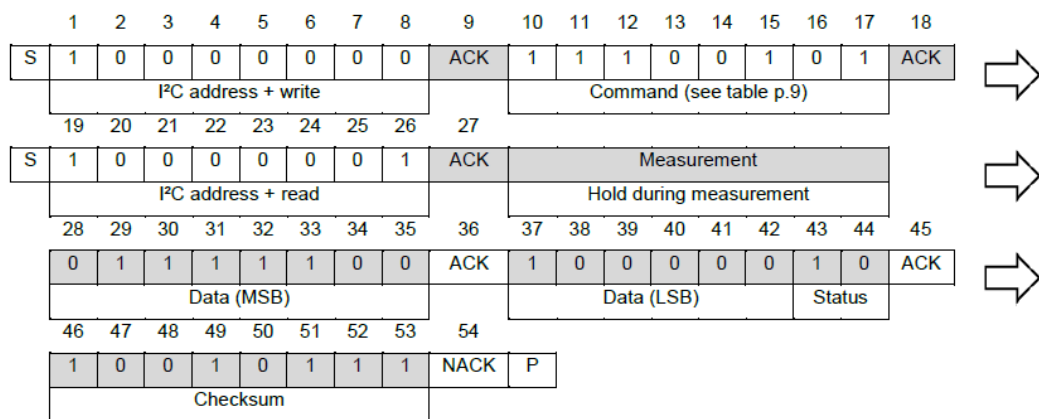 1 2 3 4 5 6 7 8 9 10 11 12 13 14 15 16 17 18
S 1 0 0 0 0 0 0 0 ACK 1 1 1 0 0 1 0 1 ACK
I²C address + write Command (see table p.9)
19 20 21 22 23 24 25 26 27
S 1 0 0 0 0 0 0 1 ACK Measurement
I²C address + read Hold during measurement
28 29 30 31 32 33 34 35 36 37 38 39 40 41 42 43 44 45
0 1 1 1 1 1 0 0 ACK 1 0 0 0 0 0 1 0 ACK
Data (MSB) Data (LSB) Status
46 47 48 49 50 51 52 53 54
1 0 0 1 0 1 1 1 NACK P
Checksum